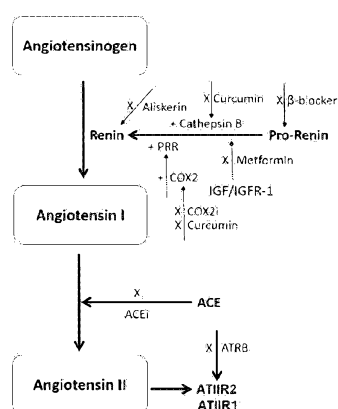 Angiotensinogen
X Aliskerin
X Curcumin
X β-blocker
+ Cathepsin B
Renin
Pro-Renin
+ PRR
X Metformin
+ COX2
IGF/IGFR-1
Angiotensin I
X COX2i
X Curcumin
X
ACE
ACEi
X ATRB
Angiotensin II
ATIIR2
ATIIR1